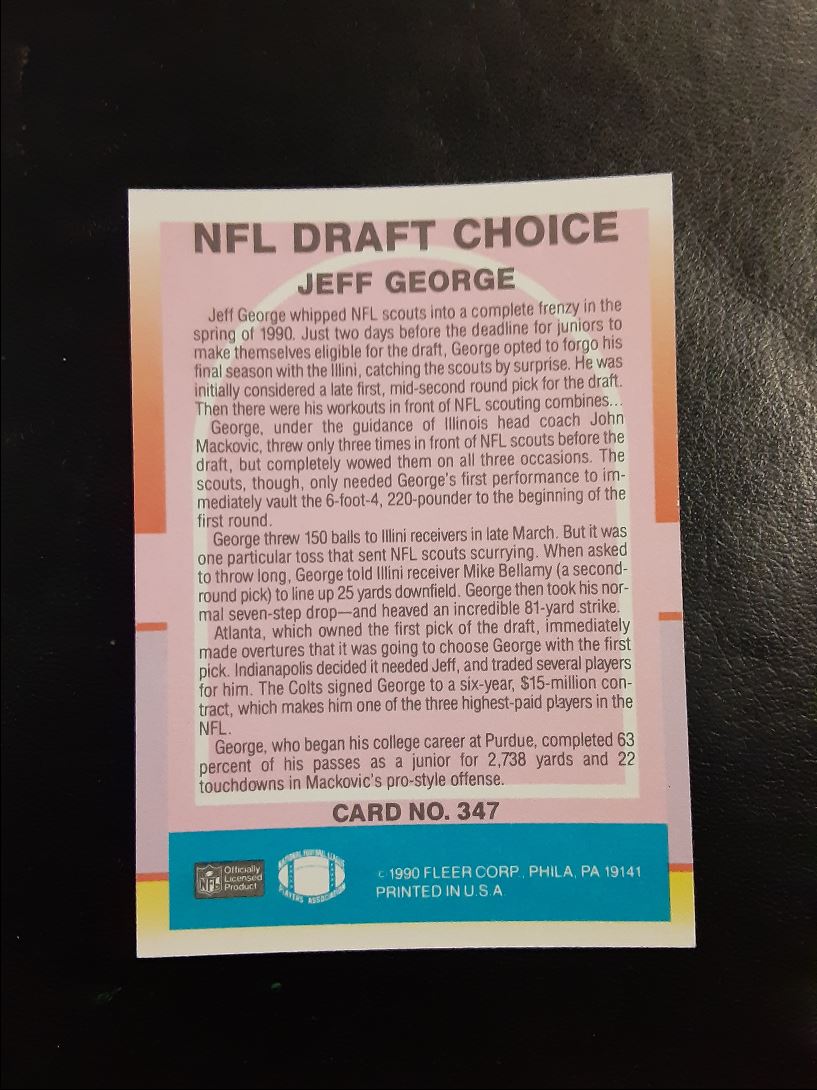 NFL DRAFT CHOICE
JEFF GEORGE
Jeff George whipped NFL scouts into a complete frenzy in the
spring of 1990. Just two days before the deadline for juniors to
make themselves eligible for the draft, George opted to forgo his
final season with the Illini, catching the scouts by surprise. He was
initially considered a late first, mid-second round pick for the draft.
Then there were his workouts in front of NFL scouting combines...
George, under the guidance of Illinois head coach John
Mackovic, threw only three times in front of NFL scouts before the
draft, but completely wowed them on all three occasions. The
scouts, though, only needed George's first performance to im-
mediately vault the 6-foot-4, 220-pounder to the beginning of the
first round.
George threw 150 balls to Illini receivers in late March. But it was
one particular toss that sent NFL scouts scurrying. When asked
to throw long, George told Illini receiver Mike Bellamy (a second-
round pick) to line up 25 yards downfield. George then took his nor-
mal seven-step drop—and heaved an incredible 81-yard strike.
Atlanta, which owned the first pick of the draft, immediately
made overtures that it was going to choose George with the first
pick. Indianapolis decided it needed Jeff, and traded several players
for him. The Colts signed George to a six-year, $15-million con-
tract, which makes him one of the three highest-paid players in the
NFL.
George, who began his college career at Purdue, completed 63
percent of his passes as a junior for 2,738 yards and 22
touchdowns in Mackovic's pro-style offense.
CARD NO. 347
NFL
Officially
Licensed
Product
NATIONAL FOOTBALL LEAGUE
PLAYERS ASSOCIATION
© 1990 FLEER CORP., PHILA, PA 19141
PRINTED IN U.S.A.